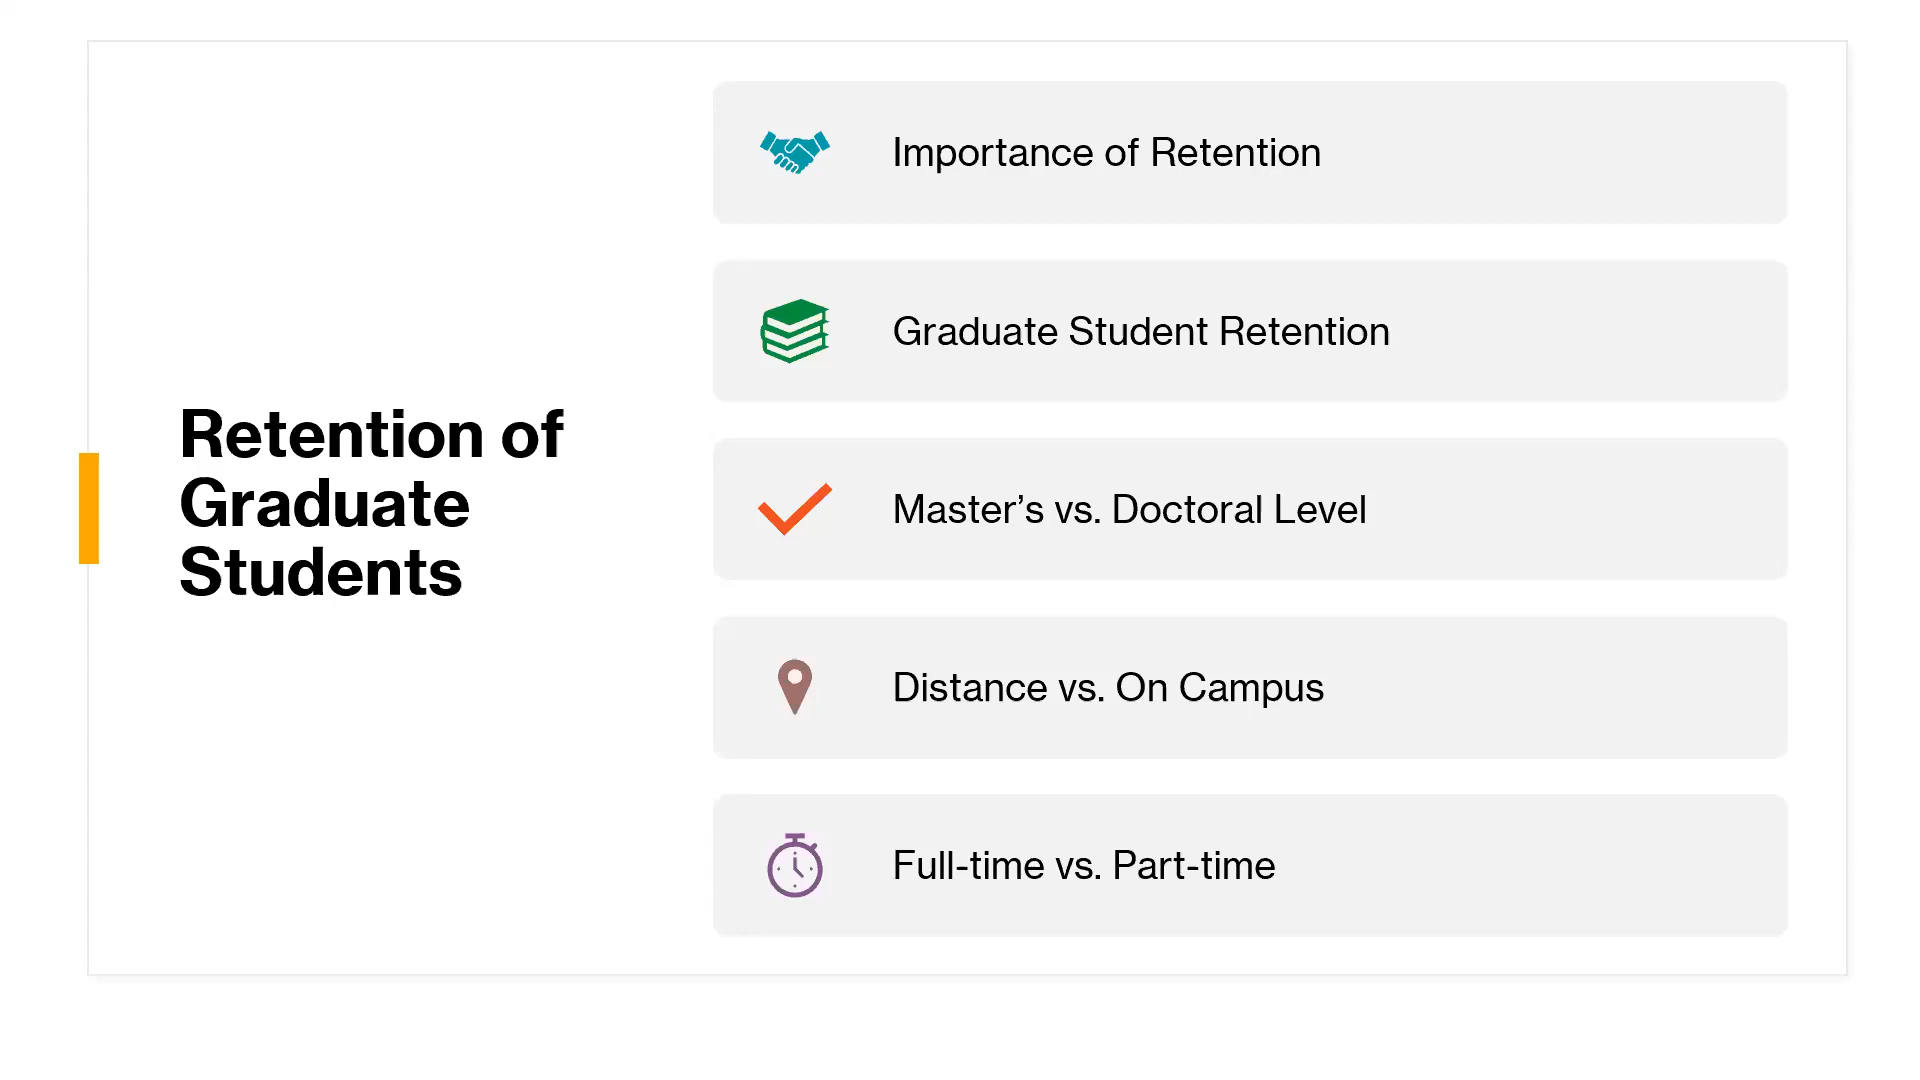 Retention of
Graduate
Students
Importance of Retention
Graduate Student Retention
Master’s vs. Doctoral Level
Distance vs. On Campus
Full-time vs. Part-time